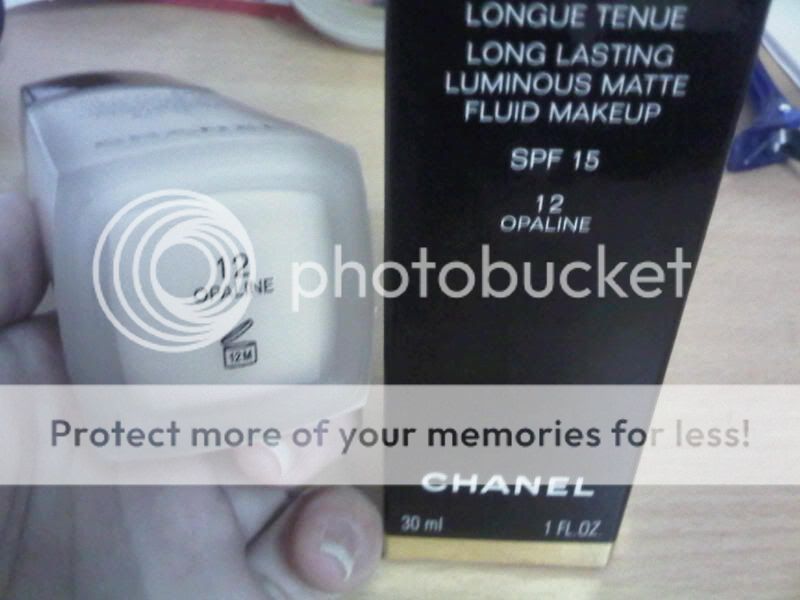 LONGUE TENUE
LONG LASTING
LUMINOUS MATTE
FLUID MAKEUP
SPF 15
12
OPALINE
CHANEL
30 ml
1 FL.OZ.
CHANEL
12
OPALINE
12M
photobucket
Protect more of your memories for less!